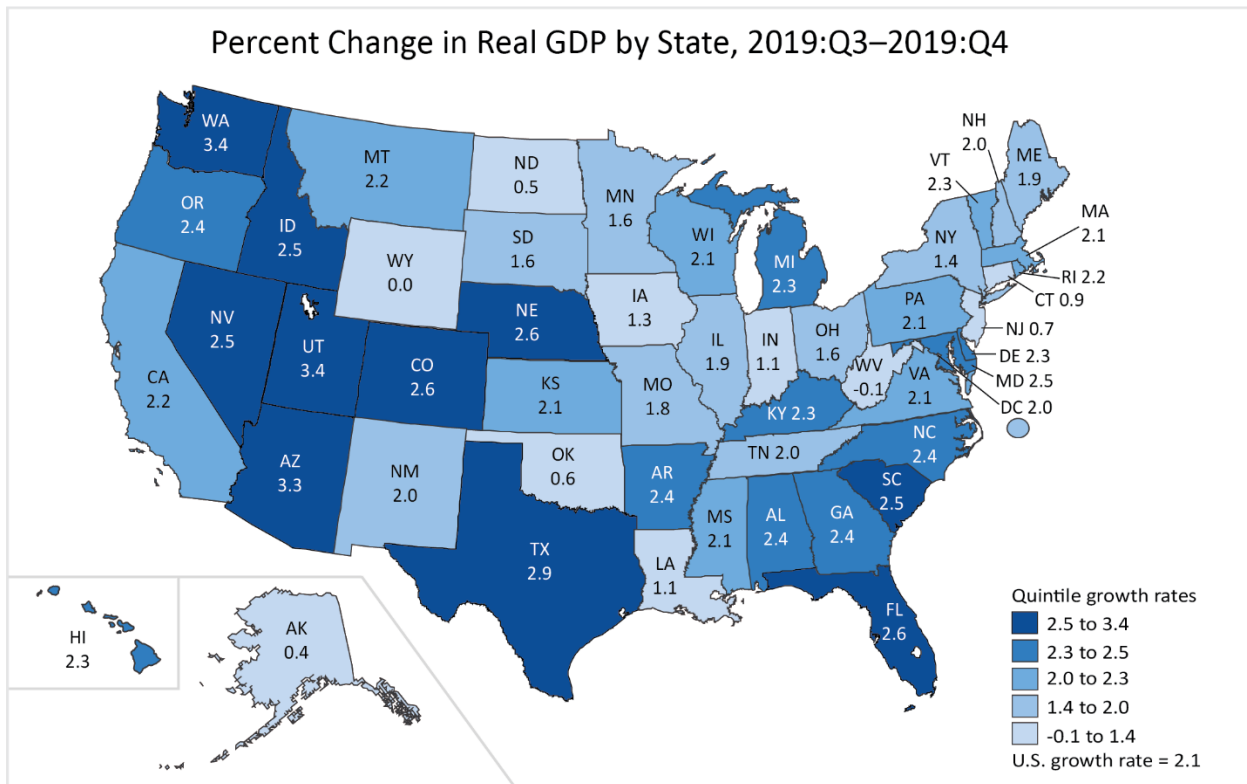 Percent Change in Real GDP by State, 2019:Q3–2019:Q4
WA
3.4
MT
2.2
ND
0.5
MN
1.6
NH
2.0
VT
2.3
ME
1.9
OR
2.4
ID
2.5
SD
1.6
WI
2.1
MI
2.3
NY
1.4
MA
2.1
RI 2.2
CT 0.9
WY
0.0
IA
1.3
PA
2.1
NJ 0.7
NV
2.5
UT
3.4
NE
2.6
IL
1.9
IN
1.1
OH
1.6
WV
-0.1
DE 2.3
MD 2.5
DC 2.0
CA
2.2
CO
2.6
KS
2.1
MO
1.8
KY 2.3
VA
2.1
AZ
3.3
NM
2.0
OK
0.6
AR
2.4
TN 2.0
NC
2.4
SC
2.5
TX
2.9
LA
1.1
MS
2.1
AL
2.4
GA
2.4
FL
2.6
HI
2.3
AK
0.4
Quintile growth rates
2.5 to 3.4
2.3 to 2.5
2.0 to 2.3
1.4 to 2.0
-0.1 to 1.4
U.S. growth rate = 2.1